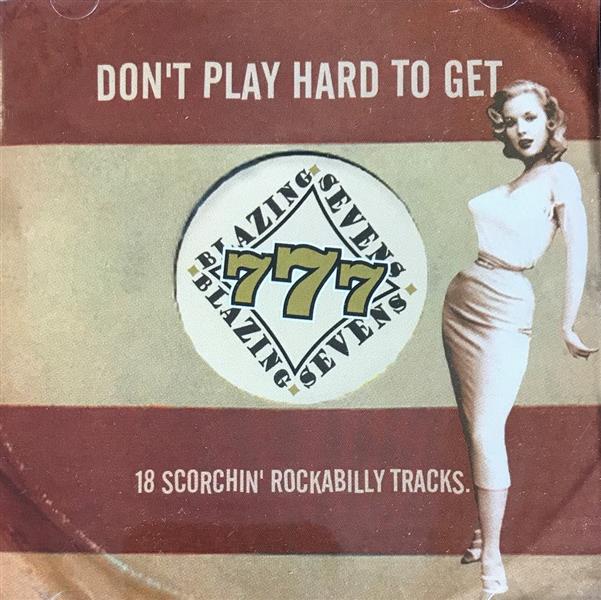 DON'T PLAY HARD TO GET
BLAZING SEVENS
777
BLAZING SEVENS
18 SCORCHIN' ROCKABILLY TRACKS.